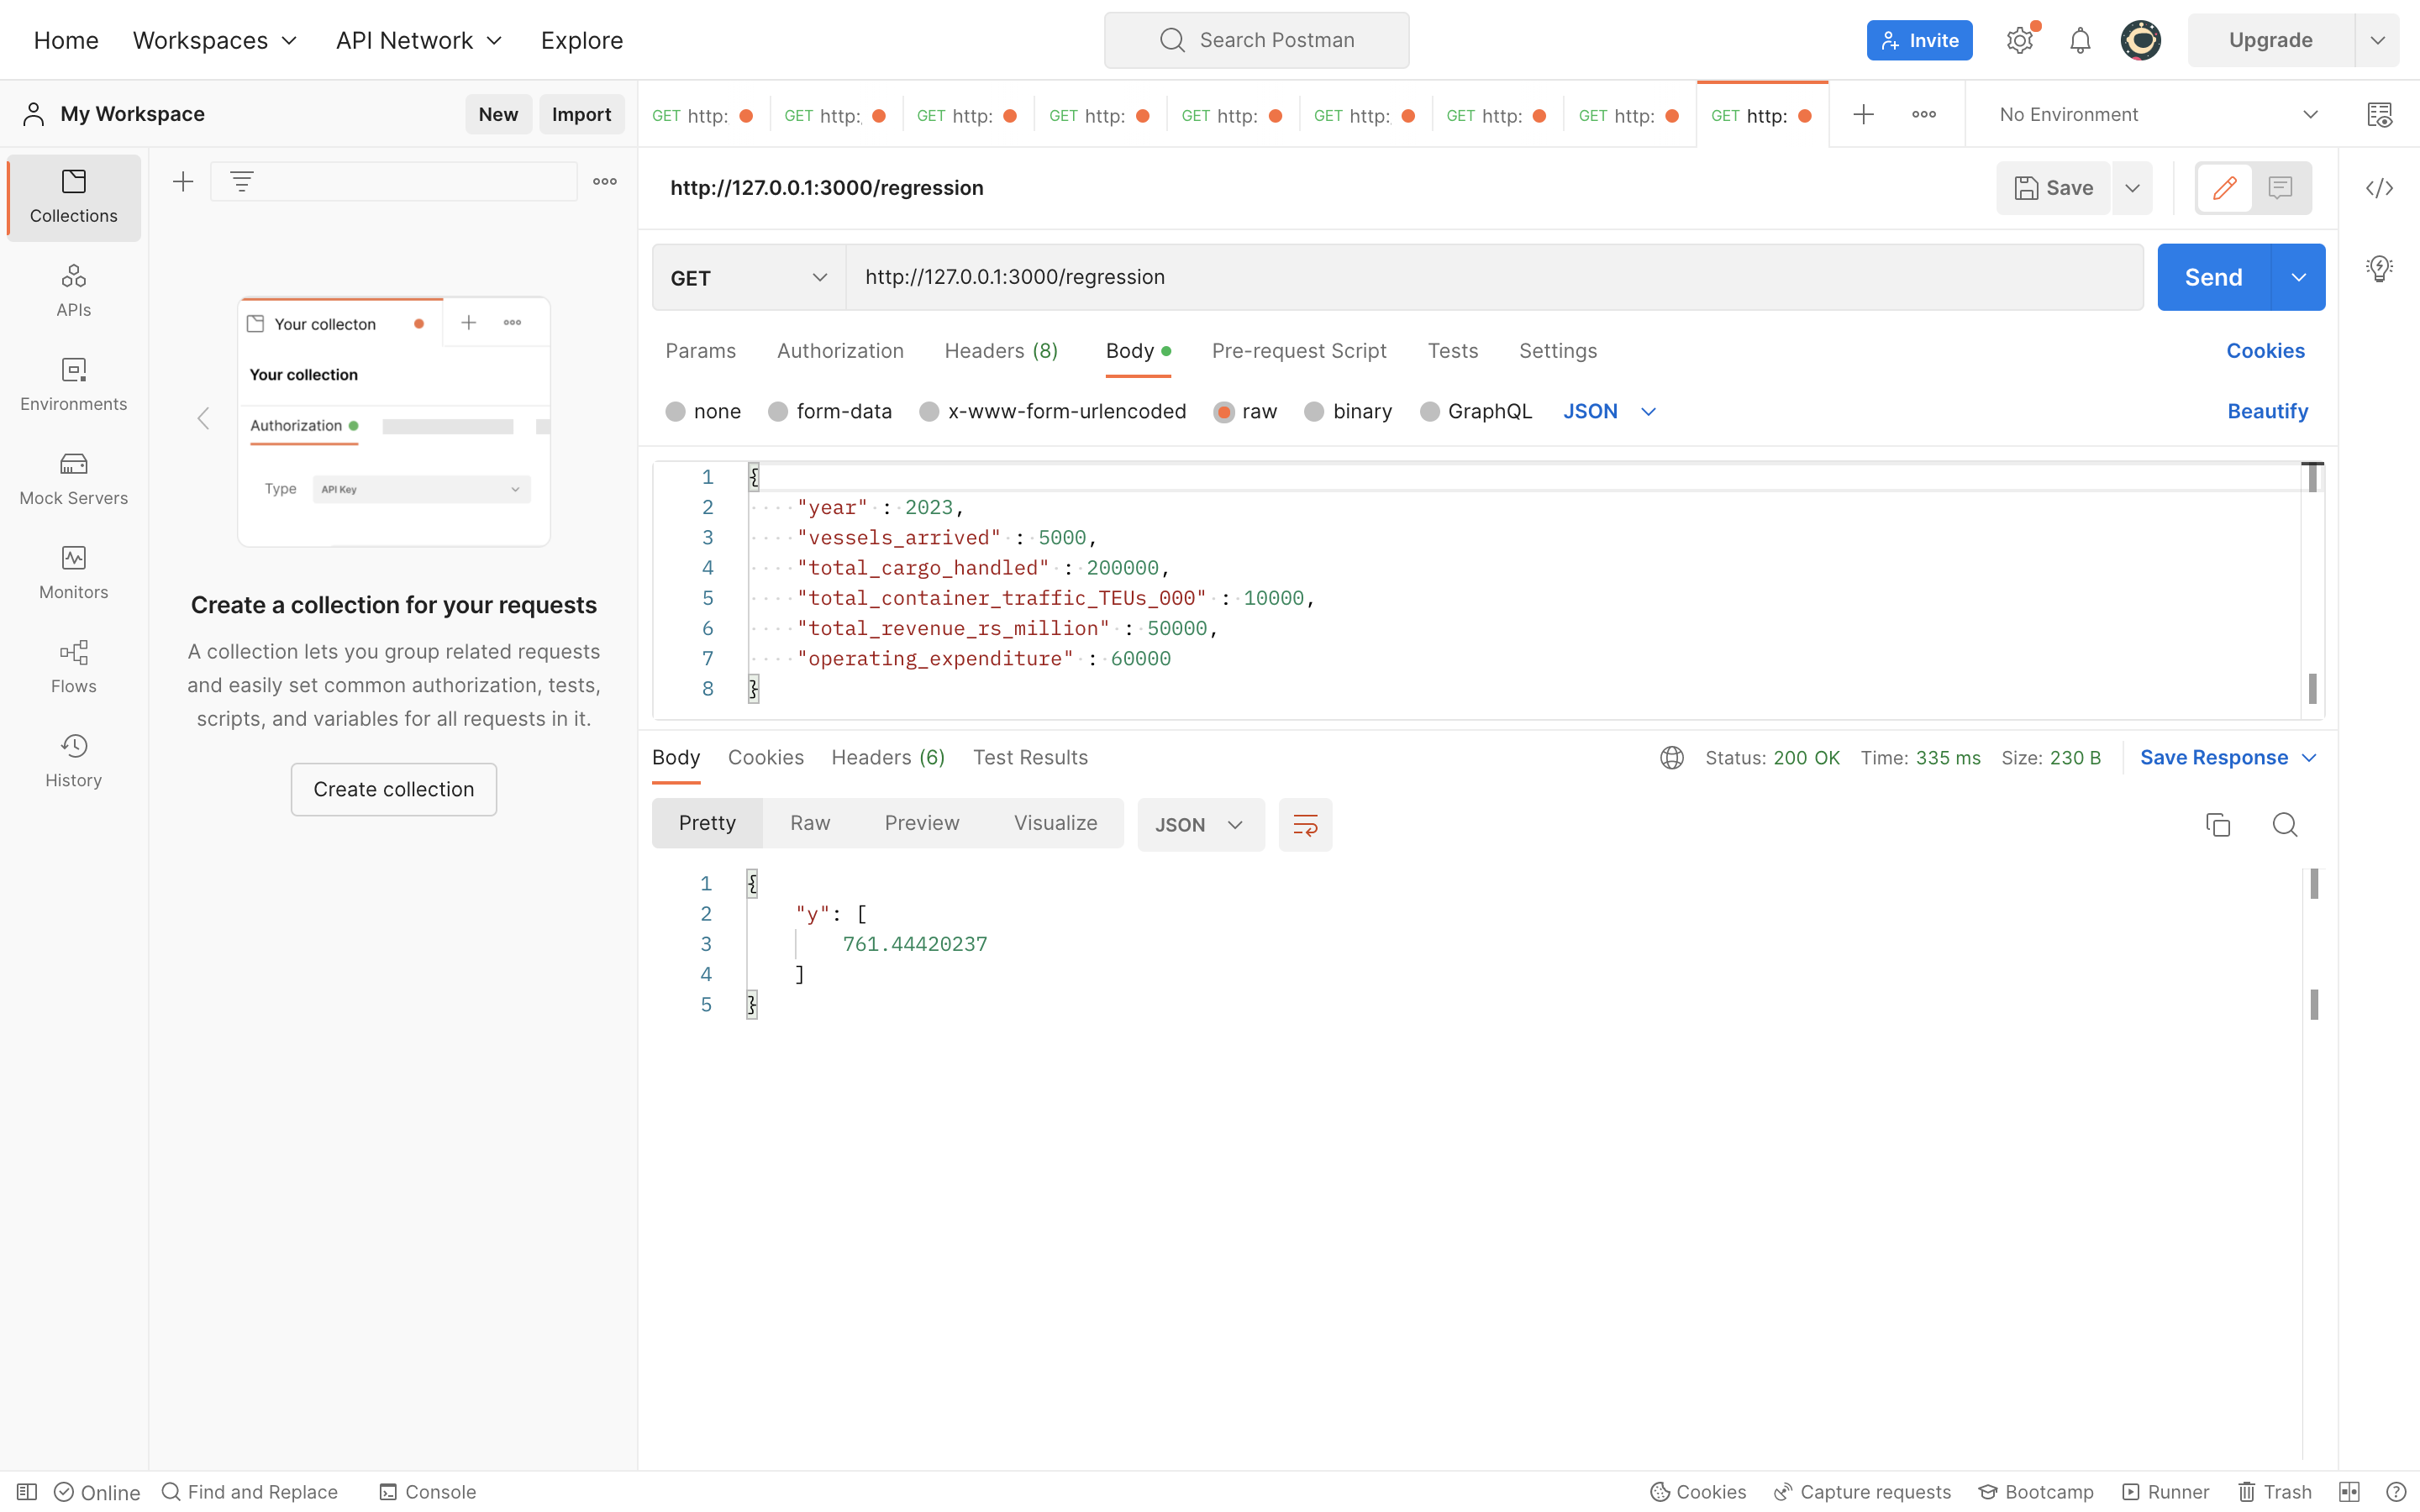 Home Workspaces API Network Explore Search Postman Invite Upgrade
My Workspace New Import GET http: GET http: GET http: GET http: GET http: GET http: GET http: GET http: GET http: No Environment
Collections
APIs
Environments
Mock Servers
Monitors
Flows
History
Your collecton
Your collection
Authorization
Type API Key
Create a collection for your requests
A collection lets you group related requests
and easily set common authorization, tests,
scripts, and variables for all requests in it.
Create collection
http://127.0.0.1:3000/regression Save
GET http://127.0.0.1:3000/regression Send
Params Authorization Headers (8) Body Pre-request Script Tests Settings Cookies
none form-data x-www-form-urlencoded raw binary GraphQL JSON Beautify
1 {
2 "year" : 2023,
3 "vessels_arrived" : 5000,
4 "total_cargo_handled" : 200000,
5 "total_container_traffic_TEUs_000" : 10000,
6 "total_revenue_rs_million" : 50000,
7 "operating_expenditure" : 60000
8 }
Body Cookies Headers (6) Test Results Status: 200 OK Time: 335 ms Size: 230 B Save Response
Pretty Raw Preview Visualize JSON
1 {
2 "y": [
3 761.44420237
4 ]
5 }
Online Find and Replace Console Cookies Capture requests Bootcamp Runner Trash